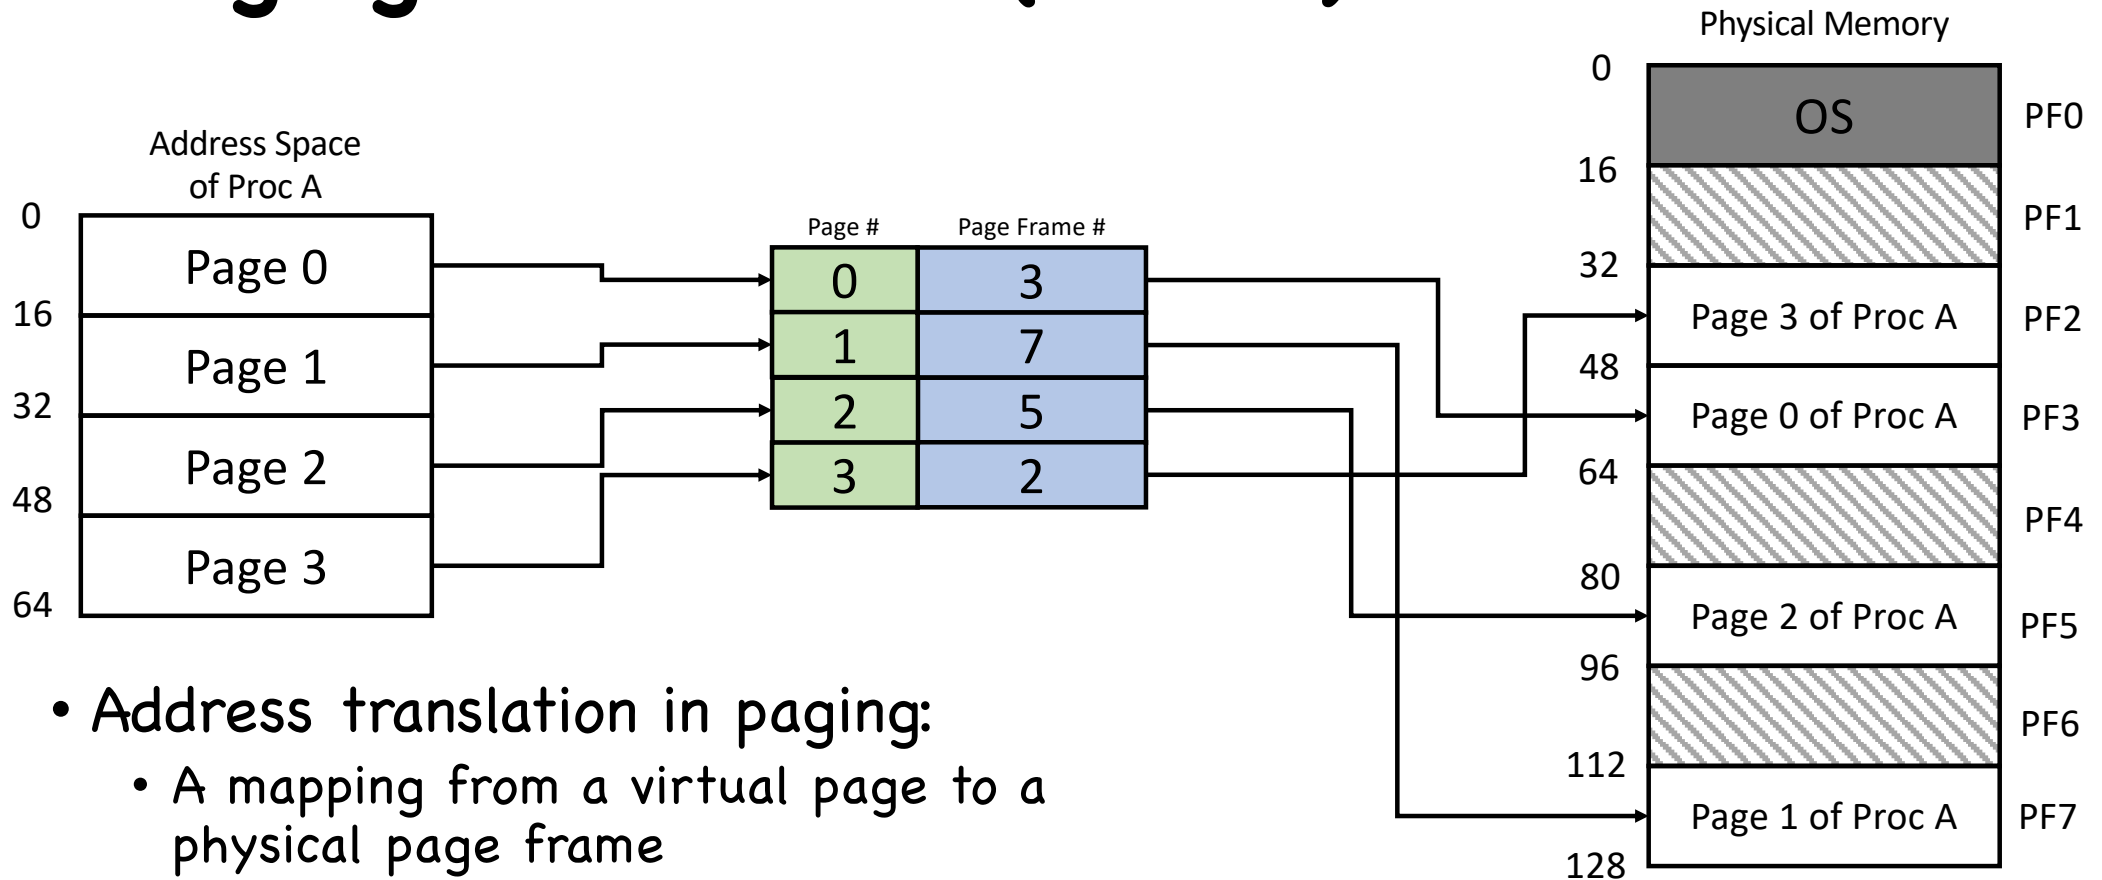 Physical Memory
Address Space
of Proc A
0
Page 0
16
Page 1
32
Page 2
48
Page 3
64
Page # Page Frame #
0 3
1 7
2 5
3 2
0
OS PF0
16
PF1
32
Page 3 of Proc A PF2
48
Page 0 of Proc A PF3
64
PF4
80
Page 2 of Proc A PF5
96
PF6
112
Page 1 of Proc A PF7
128
• Address translation in paging:
• A mapping from a virtual page to a
physical page frame